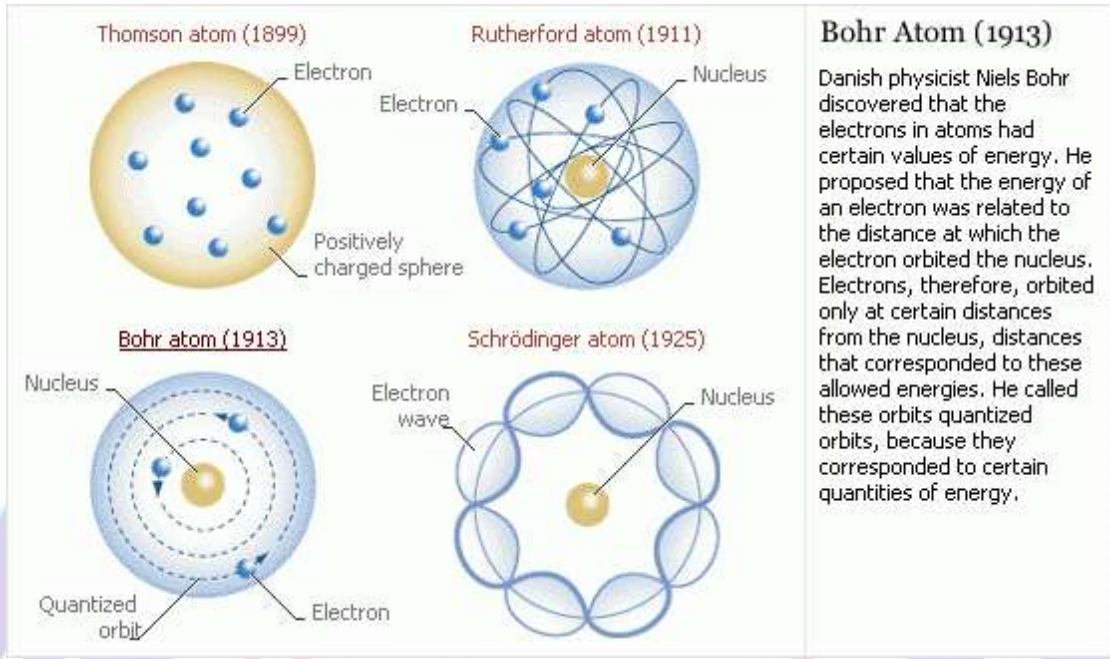 Thomson atom (1899)
Electron
Positively
charged sphere
Rutherford atom (1911)
Nucleus
Electron
Bohr atom (1913)
Nucleus
Quantized
orbit
Electron
Schrödinger atom (1925)
Electron
wave
Nucleus
Bohr Atom (1913)
Danish physicist Niels Bohr
discovered that the
electrons in atoms had
certain values of energy. He
proposed that the energy of
an electron was related to
the distance at which the
electron orbited the nucleus.
Electrons, therefore, orbited
only at certain distances
from the nucleus, distances
that corresponded to these
allowed energies. He called
these orbits quantized
orbits, because they
corresponded to certain
quantities of energy.